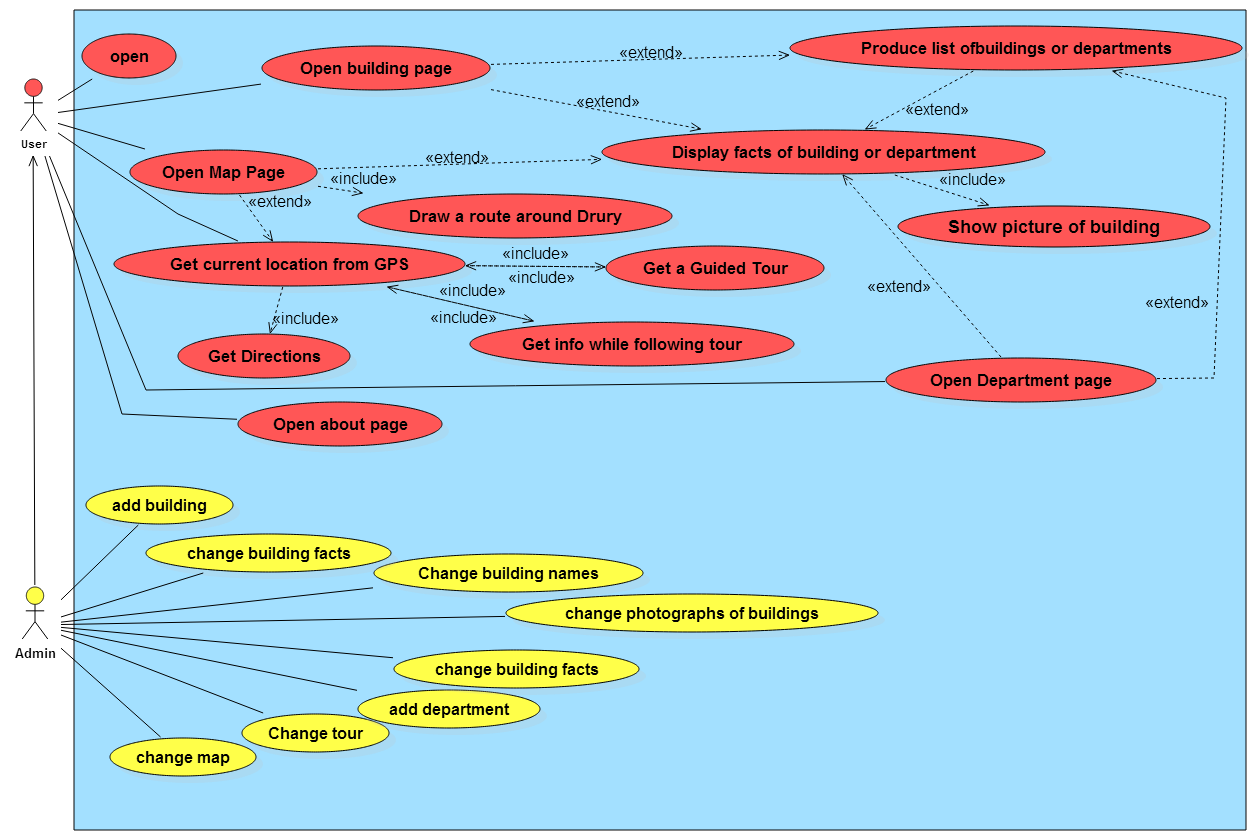 open
Open building page
«extend»
Produce list ofbuildings or departments
«extend»
«extend»
User
Open Map Page
«extend»
Display facts of building or department
«include»
«include»
«extend»
Draw a route around Drury
Show picture of building
Get current location from GPS
«include»
«include»
Get a Guided Tour
«include»
«include»
«include»
«extend»
«extend»
Get info while following tour
Get Directions
Open Department page
Open about page
add building
change building facts
Change building names
change photographs of buildings
Admin
change building facts
add department
Change tour
change map